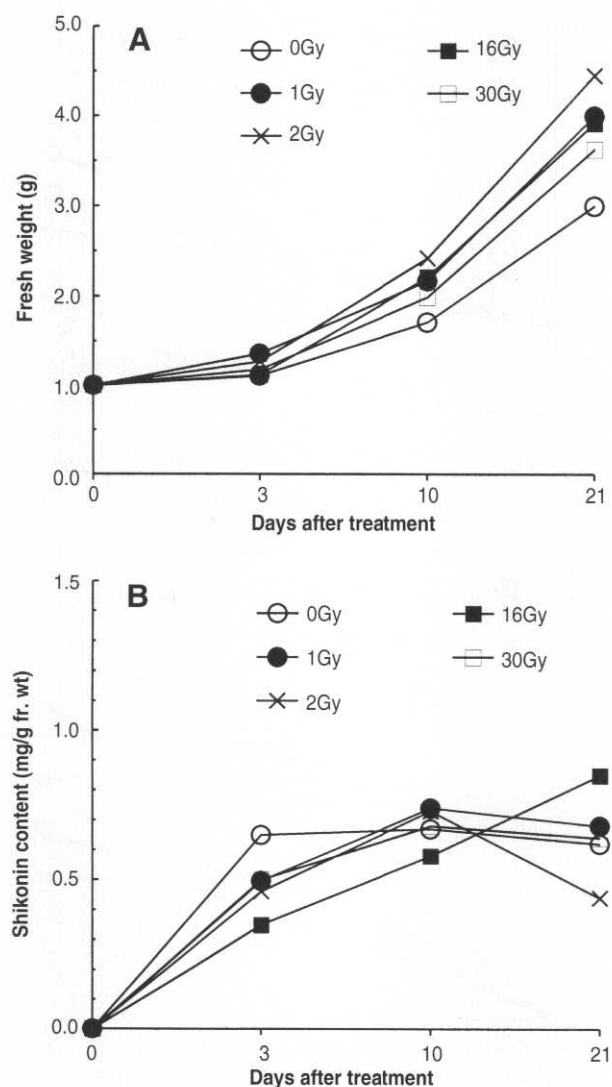 A
0Gy
1Gy
2Gy
16Gy
30Gy
Fresh weight (g)
5.0
4.0
3.0
2.0
1.0
0.0
0
3
10
21
Days after treatment
B
0Gy
1Gy
2Gy
16Gy
30Gy
Shikonin content (mg/g fr. wt)
1.5
1.0
0.5
0.0
0
3
10
21
Days after treatment